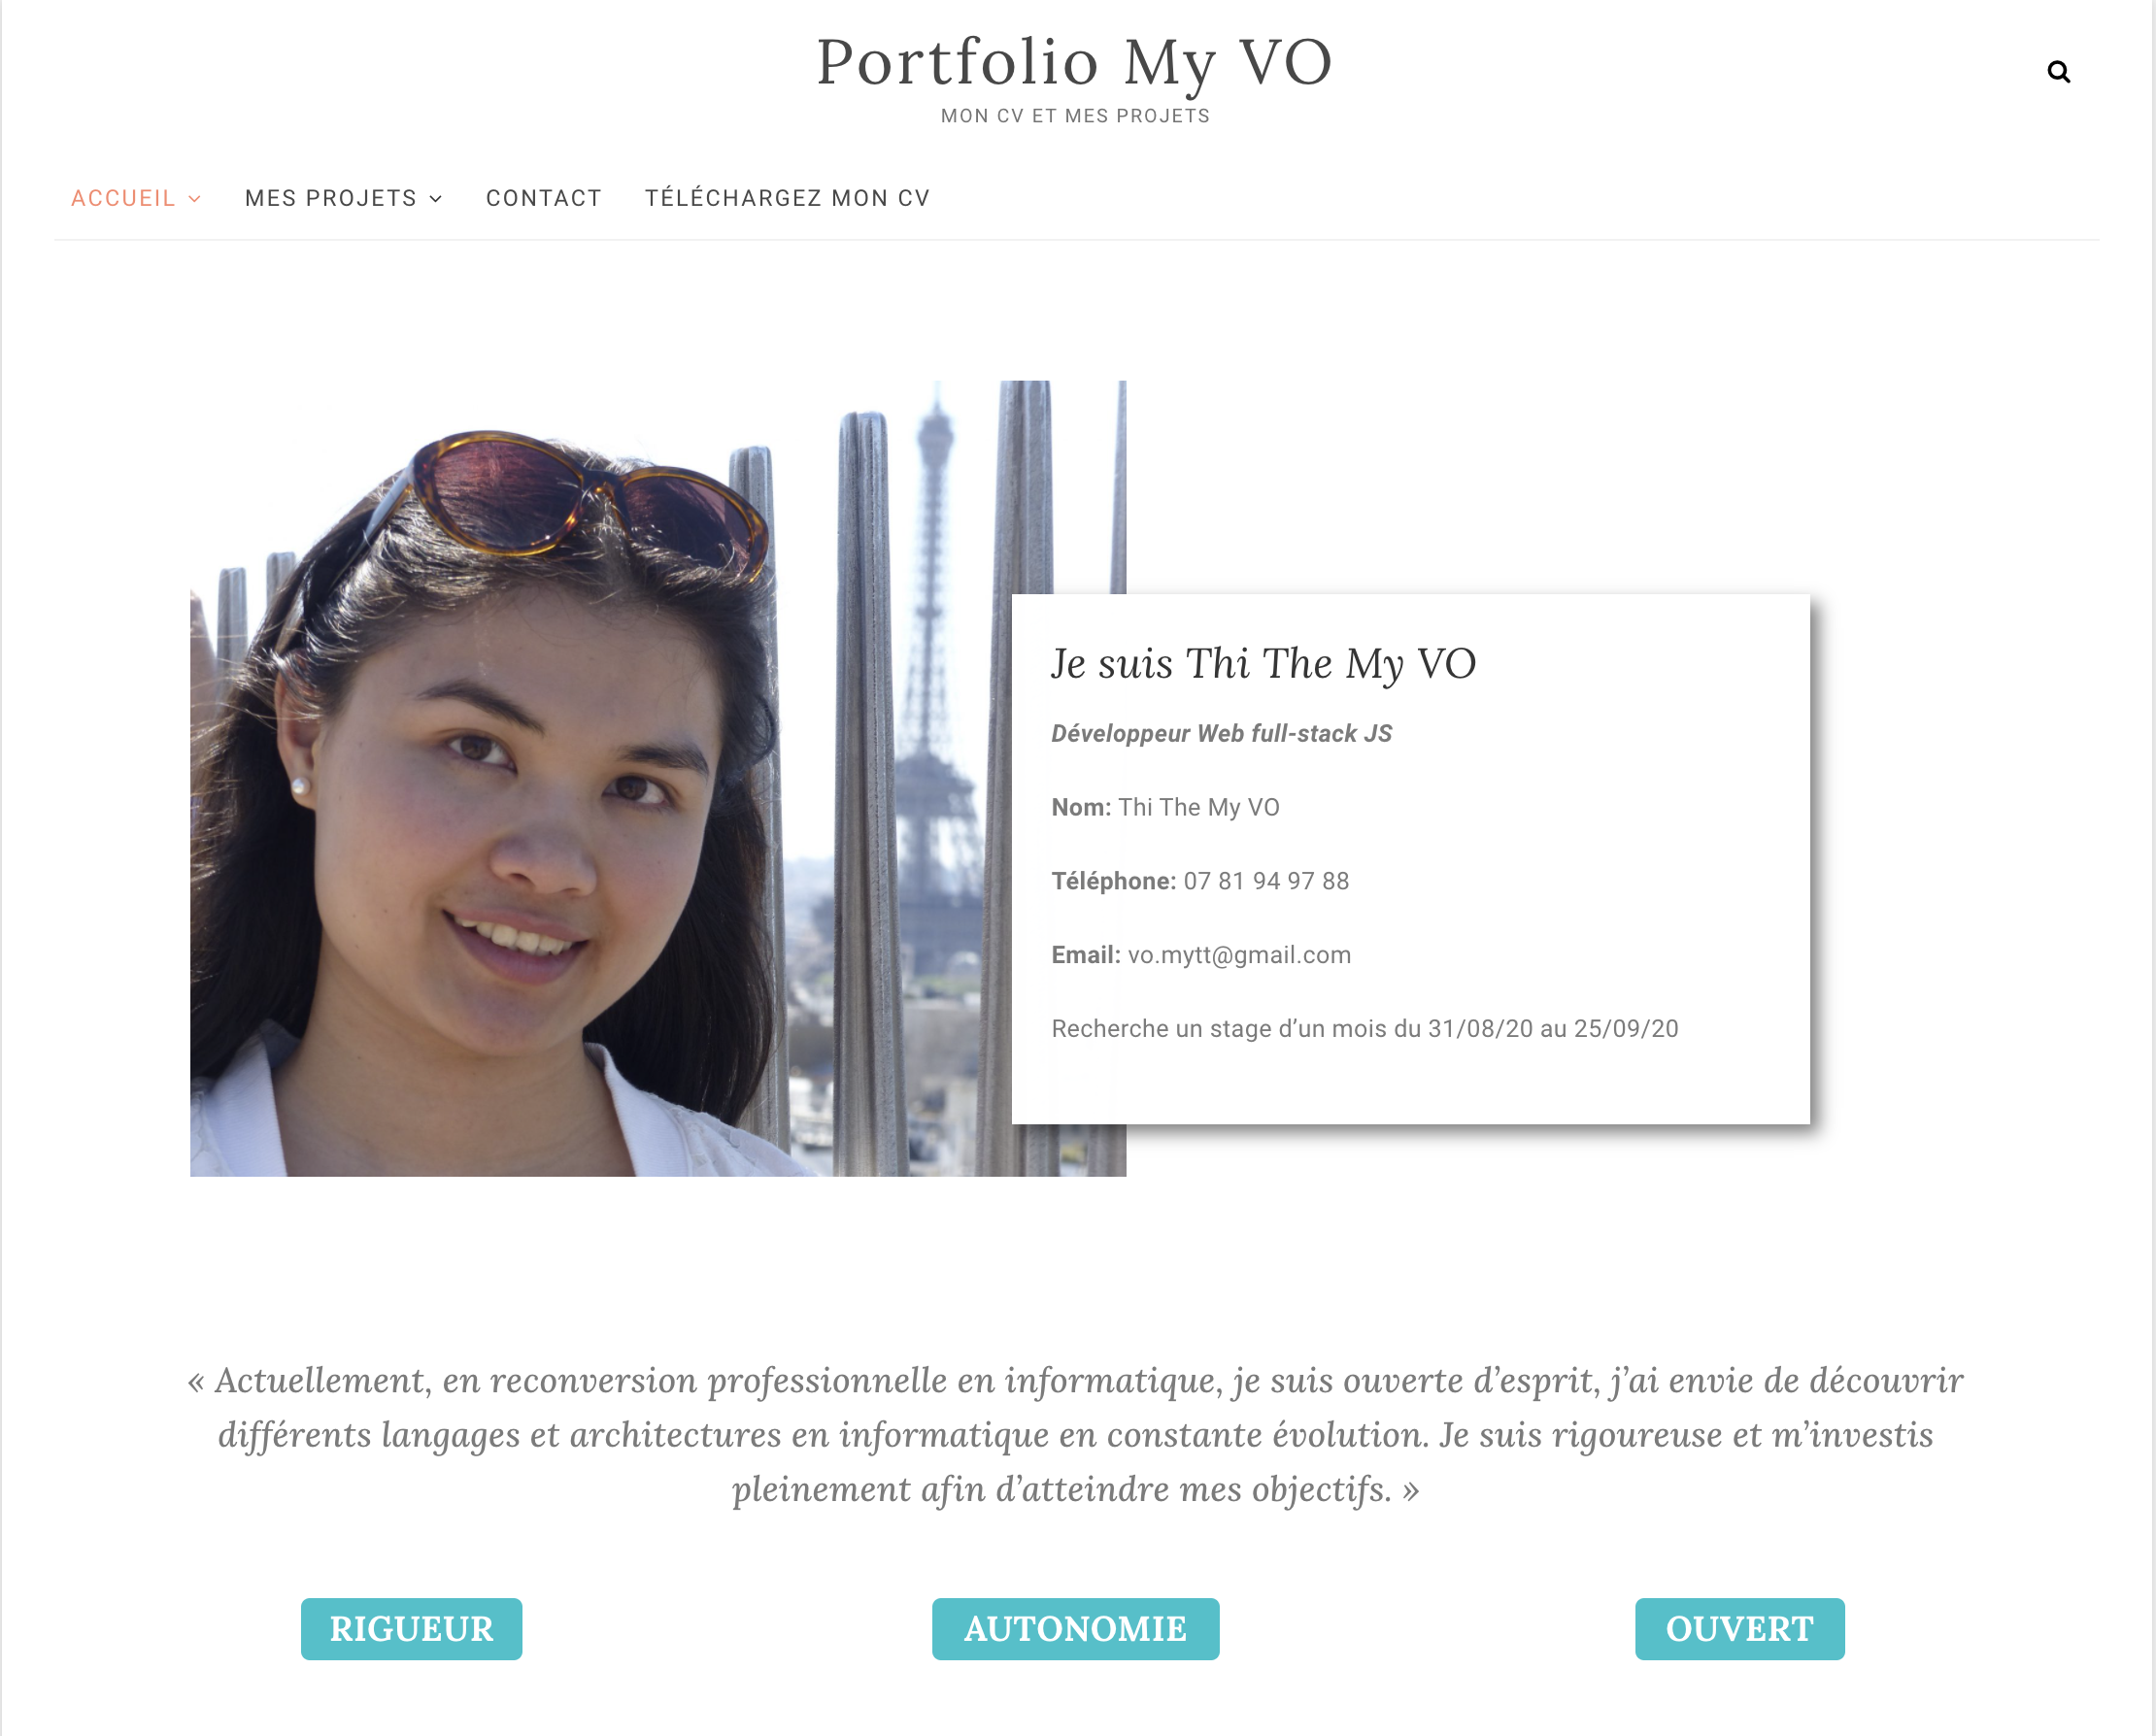 Portfolio My VO
MON CV ET MES PROJETS
ACCUEIL MES PROJETS CONTACT TÉLÉCHARGEZ MON CV
Je suis Thi The My VO
Développeur Web full-stack JS
Nom: Thi The My VO
Téléphone: 07 81 94 97 88
Email: vo.mytt@gmail.com
Recherche un stage d’un mois du 31/08/20 au 25/09/20
« Actuellement, en reconversion professionnelle en informatique, je suis ouverte d’esprit, j’ai envie de découvrir
différents langages et architectures en informatique en constante évolution. Je suis rigoureuse et m’investis
pleinement afin d’atteindre mes objectifs. »
RIGUEUR AUTONOMIE OUVERT